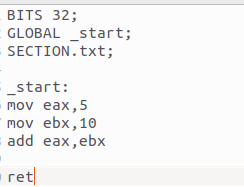 BITS 32;
GLOBAL _start;
SECTION.txt;
_start:
mov eax,5
mov ebx,10
add eax,ebx
ret